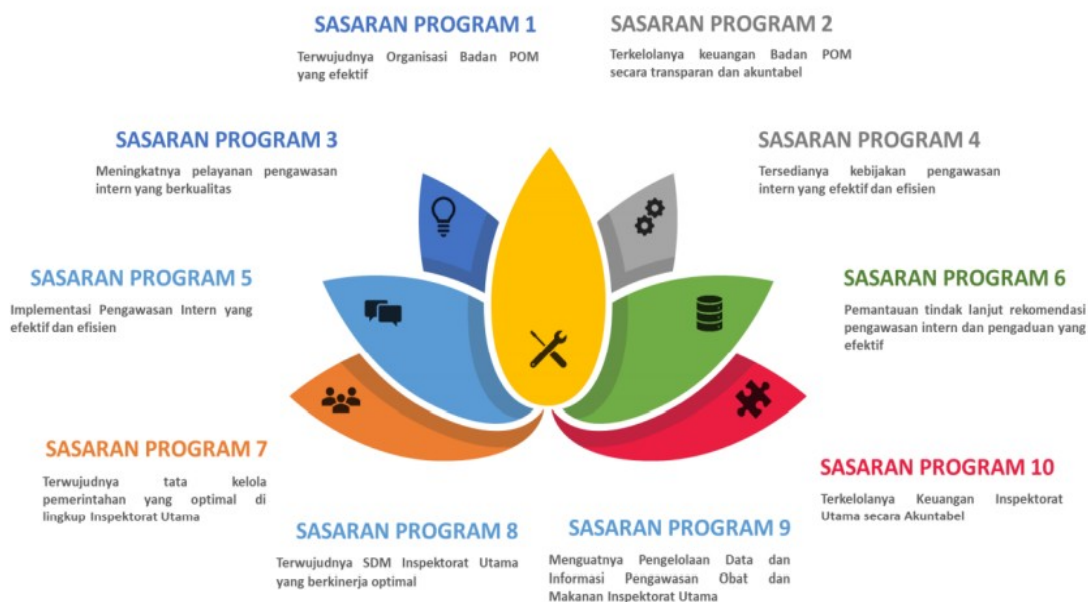 SASARAN PROGRAM 1
Terwujudnya Organisasi Badan POM
yang efektif
SASARAN PROGRAM 2
Terkelolanya keuangan Badan POM
secara transparan dan akuntabel
SASARAN PROGRAM 3
Meningkatnya pelayanan pengawasan
intern yang berkualitas
SASARAN PROGRAM 4
Tersedianya kebijakan pengawasan
intern yang efektif dan efisien
SASARAN PROGRAM 5
Implementasi Pengawasan Intern yang
efektif dan efisien
SASARAN PROGRAM 6
Pemantauan tindak lanjut rekomendasi
pengawasan intern dan pengaduan yang
efektif
SASARAN PROGRAM 7
Terwujudnya tata kelola
pemerintahan yang optimal di
lingkup Inspektorat Utama
SASARAN PROGRAM 8
Terwujudnya SDM Inspektorat Utama
yang berkinerja optimal
SASARAN PROGRAM 9
Menguatnya Pengelolaan Data dan
Informasi Pengawasan Obat dan
Makanan Inspektorat Utama
SASARAN PROGRAM 10
Terkelolanya Keuangan Inspektorat
Utama secara Akuntabel